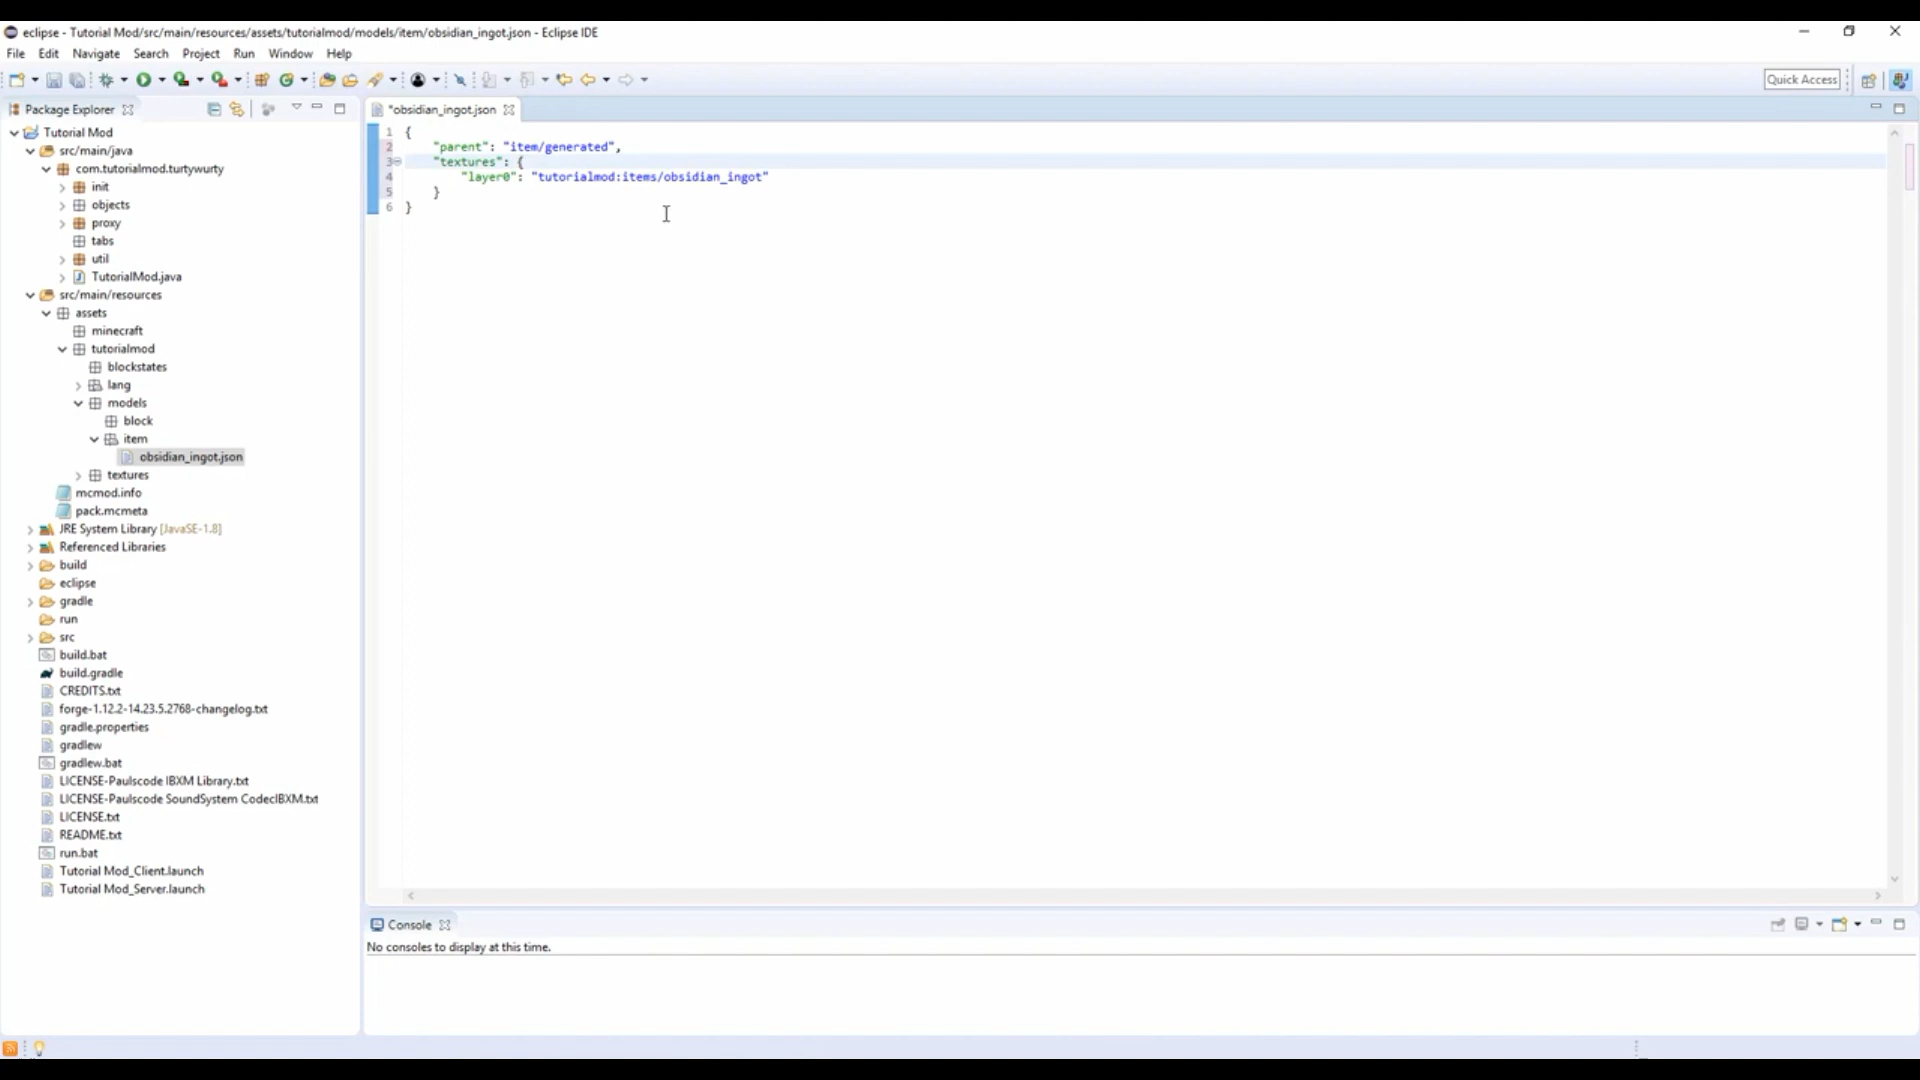 eclipse - Tutorial Mod/src/main/resources/assets/tutorialmod/models/item/obsidian_ingot.json - Eclipse IDE
File Edit Navigate Search Project Run Window Help
Quick Access
Package Explorer
*obsidian_ingot.json
Tutorial Mod
src/main/java
com.tutorialmod.turtywurty
init
objects
proxy
tabs
util
TutorialMod.java
src/main/resources
assets
minecraft
tutorialmod
blockstates
lang
models
block
item
obsidian_ingot.json
textures
mcmod.info
pack.mcmeta
JRE System Library [JavaSE-1.8]
Referenced Libraries
build
eclipse
gradle
run
src
build.bat
build.gradle
CREDITS.txt
forge-1.12.2-14.23.5.2768-changelog.txt
gradle.properties
gradlew
gradlew.bat
LICENSE-Paulscode IBXM Library.txt
LICENSE-Paulscode SoundSystem CodecIBXM.txt
LICENSE.txt
README.txt
run.bat
Tutorial Mod_Client.launch
Tutorial Mod_Server.launch
1 {
2 "parent": "item/generated",
3 "textures": {
4 "layer0": "tutorialmod:items/obsidian_ingot"
5 }
6 }
Console
No consoles to display at this time.